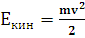 Eкин = mv²/2